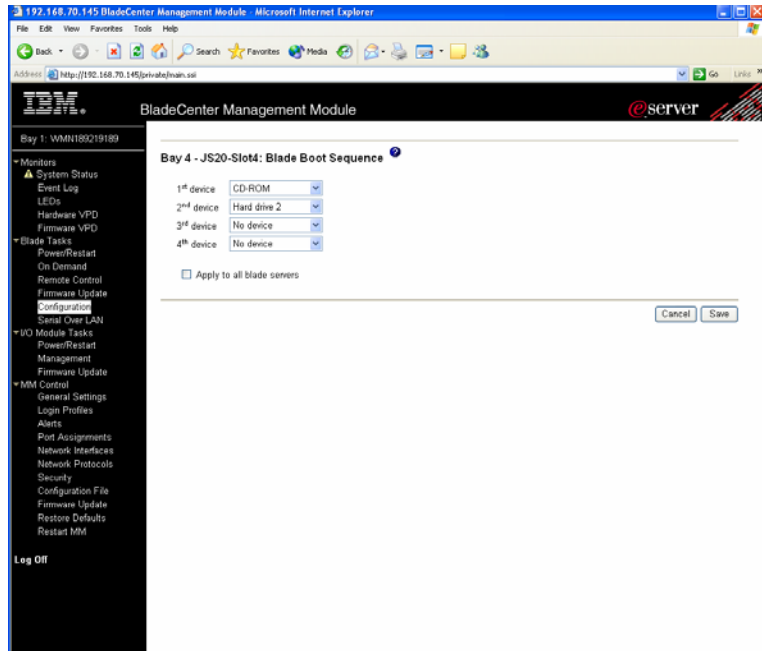 192.168.70.145 BladeCenter Management Module - Microsoft Internet Explorer
File Edit View Favorites Tools Help
Back Search Favorites Media
Address http://192.168.70.145/private/main.ssi Go Links »
IBM. BladeCenter Management Module @server
Bay 1: WMN189219189
Monitors
System Status
Event Log
LEDs
Hardware VPD
Firmware VPD
Blade Tasks
Power/Restart
On Demand
Remote Control
Firmware Update
Configuration
Serial Over LAN
I/O Module Tasks
Power/Restart
Management
Firmware Update
MM Control
General Settings
Login Profiles
Alerts
Port Assignments
Network Interfaces
Network Protocols
Security
Configuration File
Firmware Update
Restore Defaults
Restart MM
Log Off
Bay 4 - JS20-Slot4: Blade Boot Sequence ?
1st device CD-ROM
2nd device Hard drive 2
3rd device No device
4th device No device
Apply to all blade servers
Cancel Save